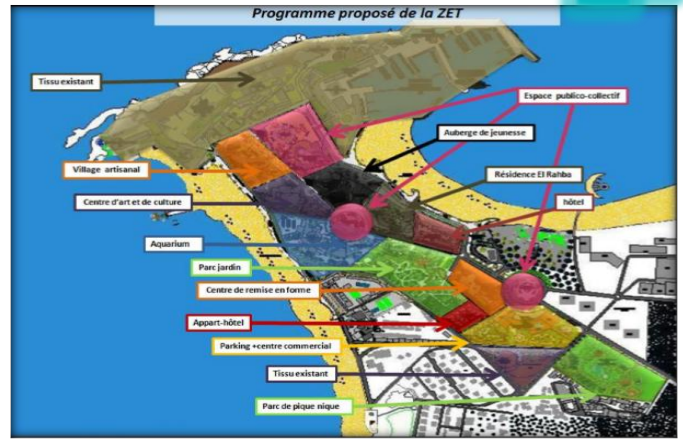 Programme proposé de la ZET
Tissu existant
Espace publico-collectif
Auberge de jeunesse
Village artisanal
Résidence El Rahba
Centre d'art et de culture
hôtel
Aquarium
Parc jardin
Centre de remise en forme
Appart-hôtel
Parking +centre commercial
Tissu existant
Parc de pique nique